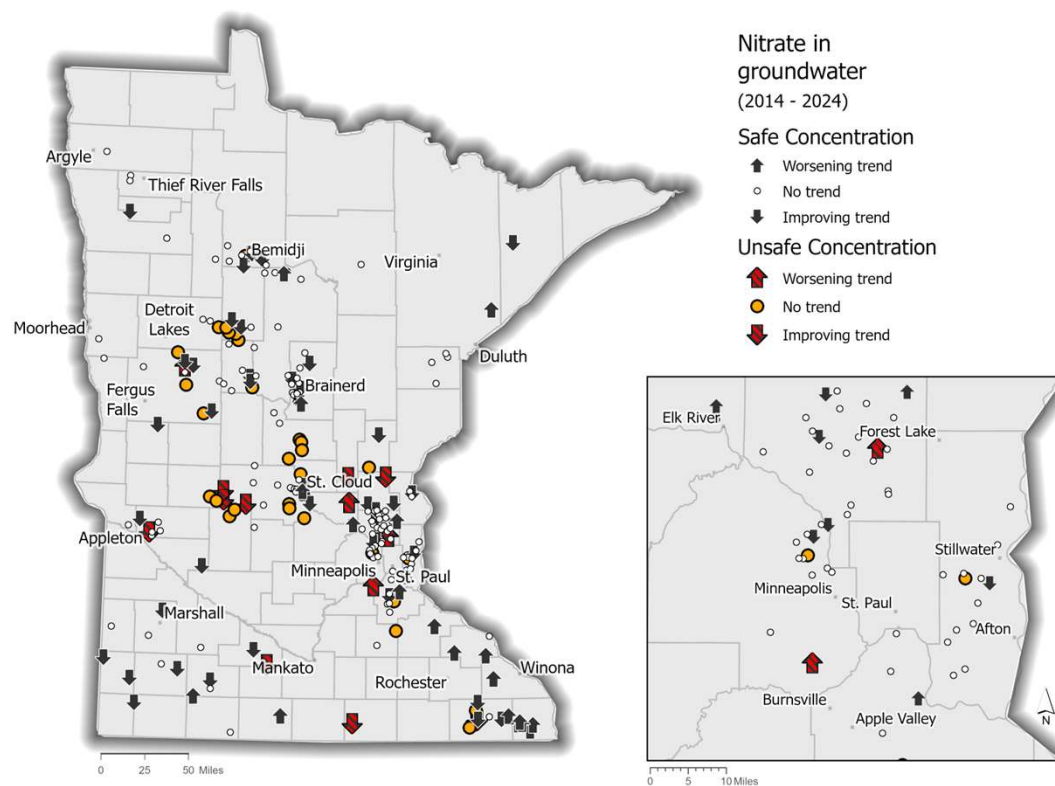 Nitrate in
groundwater
(2014 - 2024)
Safe Concentration
Worsening trend
No trend
Improving trend
Unsafe Concentration
Worsening trend
No trend
Improving trend
Argyle
Thief River Falls
Bemidji
Virginia
Detroit
Lakes
Moorhead
Duluth
Fergus
Falls
Brainerd
St. Cloud
Appleton
Minneapolis
St. Paul
Marshall
Mankato
Rochester
Winona
0 25 50 Miles
Elk River
Forest Lake
Stillwater
Minneapolis
St. Paul
Afton
Burnsville
Apple Valley
N
0 5 10 Miles